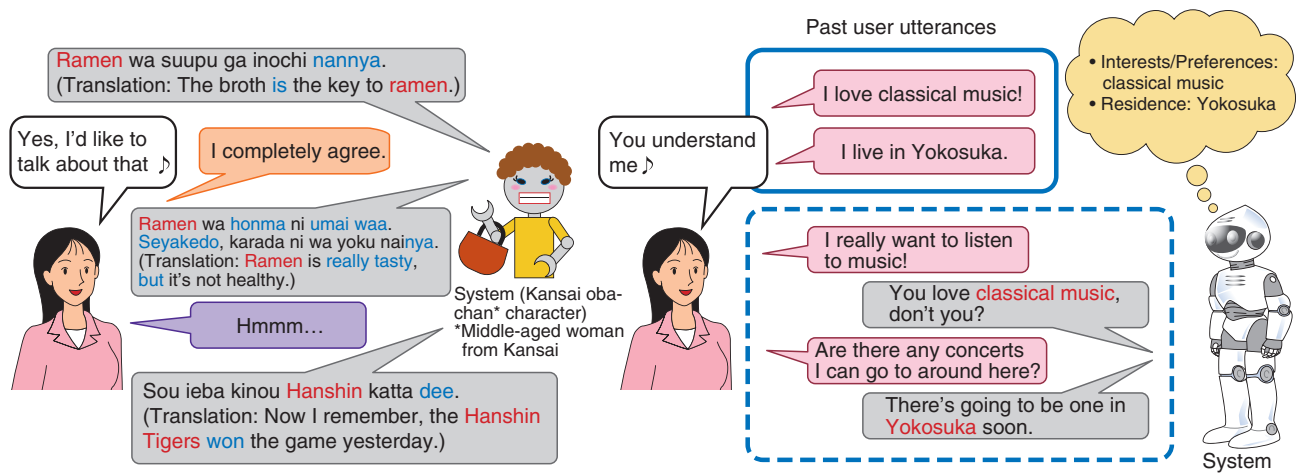 Ramen wa suupu ga inochi nannya.
(Translation: The broth is the key to ramen.)
Yes, I’d like to
talk about that ♪
I completely agree.
Ramen wa honma ni umai waa.
Seyakedo, karada ni wa yoku nainya.
(Translation: Ramen is really tasty,
but it’s not healthy.)
Hmmm…
System (Kansai oba-
chan* character)
*Middle-aged woman
from Kansai
Sou ieba kinou Hanshin katta dee.
(Translation: Now I remember, the Hanshin
Tigers won the game yesterday.)
Past user utterances
I love classical music!
I live in Yokosuka.
You understand
me ♪
• Interests/Preferences:
classical music
• Residence: Yokosuka
I really want to listen
to music!
You love classical music,
don’t you?
Are there any concerts
I can go to around here?
There’s going to be one in
Yokosuka soon.
System